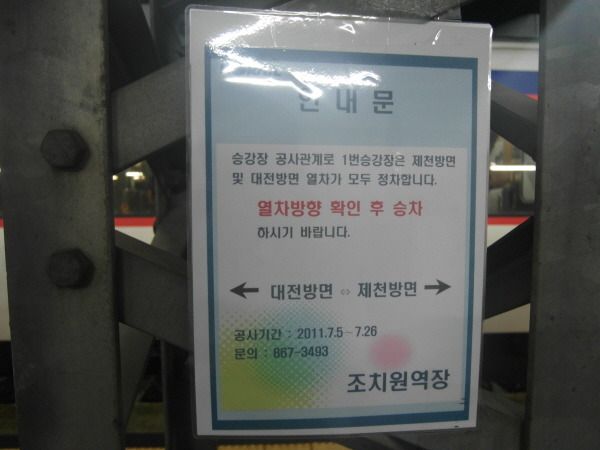 안내문
승강장 공사관계로 1번승강장은 제천방면
및 대전방면 열차가 모두 정차합니다.
열차방향 확인 후 승차
하시기 바랍니다.
← 대전방면 ⇔ 제천방면 →
공사기간 : 2011.7.5~7.26
문의 : 867-3493
조치원역장